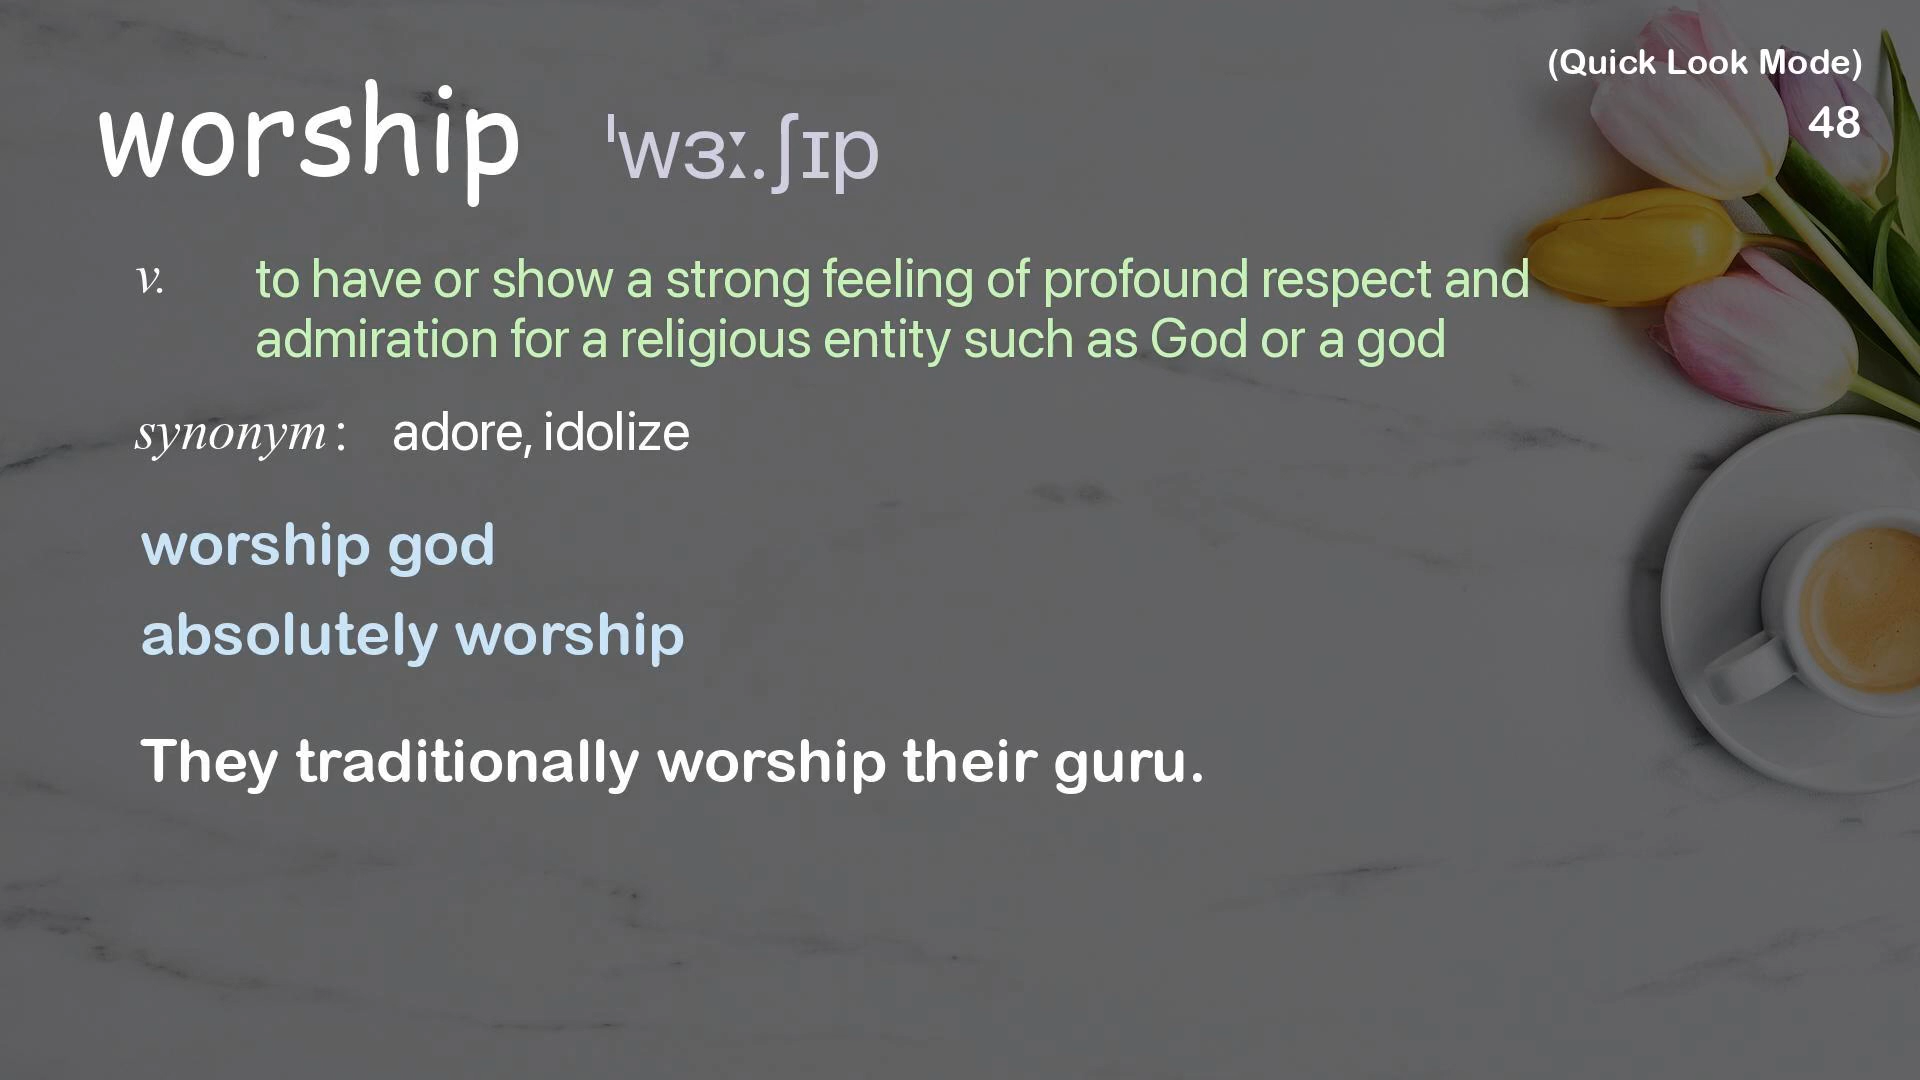 (Quick Look Mode)
48
worship ˈwɜː.ʃɪp
v. to have or show a strong feeling of profound respect and
admiration for a religious entity such as God or a god
synonym: adore, idolize
worship god
absolutely worship
They traditionally worship their guru.